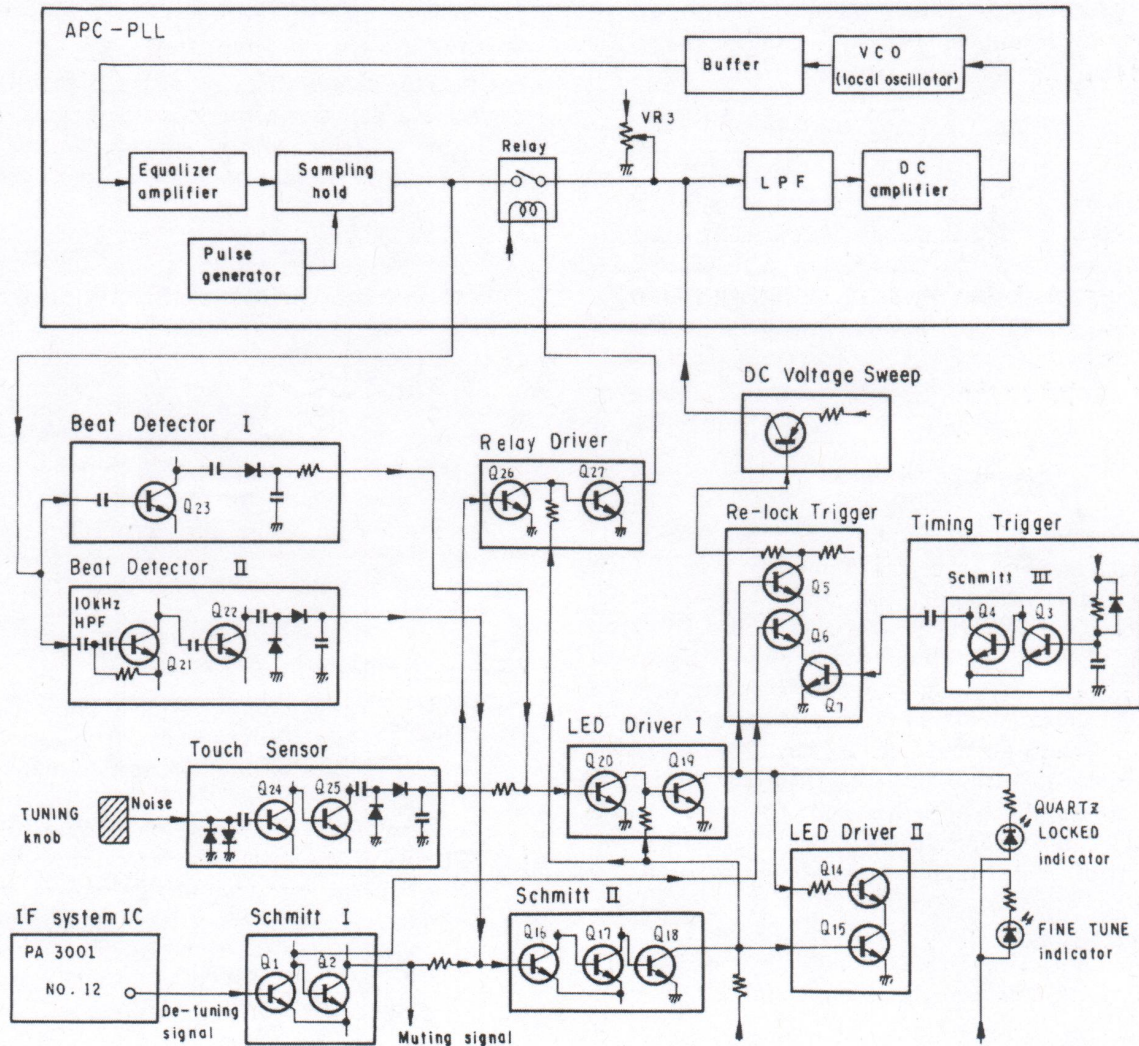 APC-PLL
Buffer
VCO
(local oscillator)
VR3
Relay
Equalizer
amplifier
Sampling
hold
LPF
DC
amplifier
Pulse
generator
DC Voltage Sweep
Beat Detector I
Q23
Relay Driver
Q26
Q27
Re-lock Trigger
Q5
Q6
Q7
Timing Trigger
Schmitt III
Q4
Q3
Beat Detector II
10kHz
HPF
Q22
Q21
LED Driver I
Q20
Q19
Touch Sensor
Q24
Q25
TUNING
knob
Noise
QUARTZ
LOCKED
indicator
LED Driver II
Q14
Q15
FINE TUNE
indicator
IF system IC
PA 3001
NO. 12
De-tuning
signal
Schmitt I
Q1
Q2
Muting signal
Schmitt II
Q16
Q17
Q18